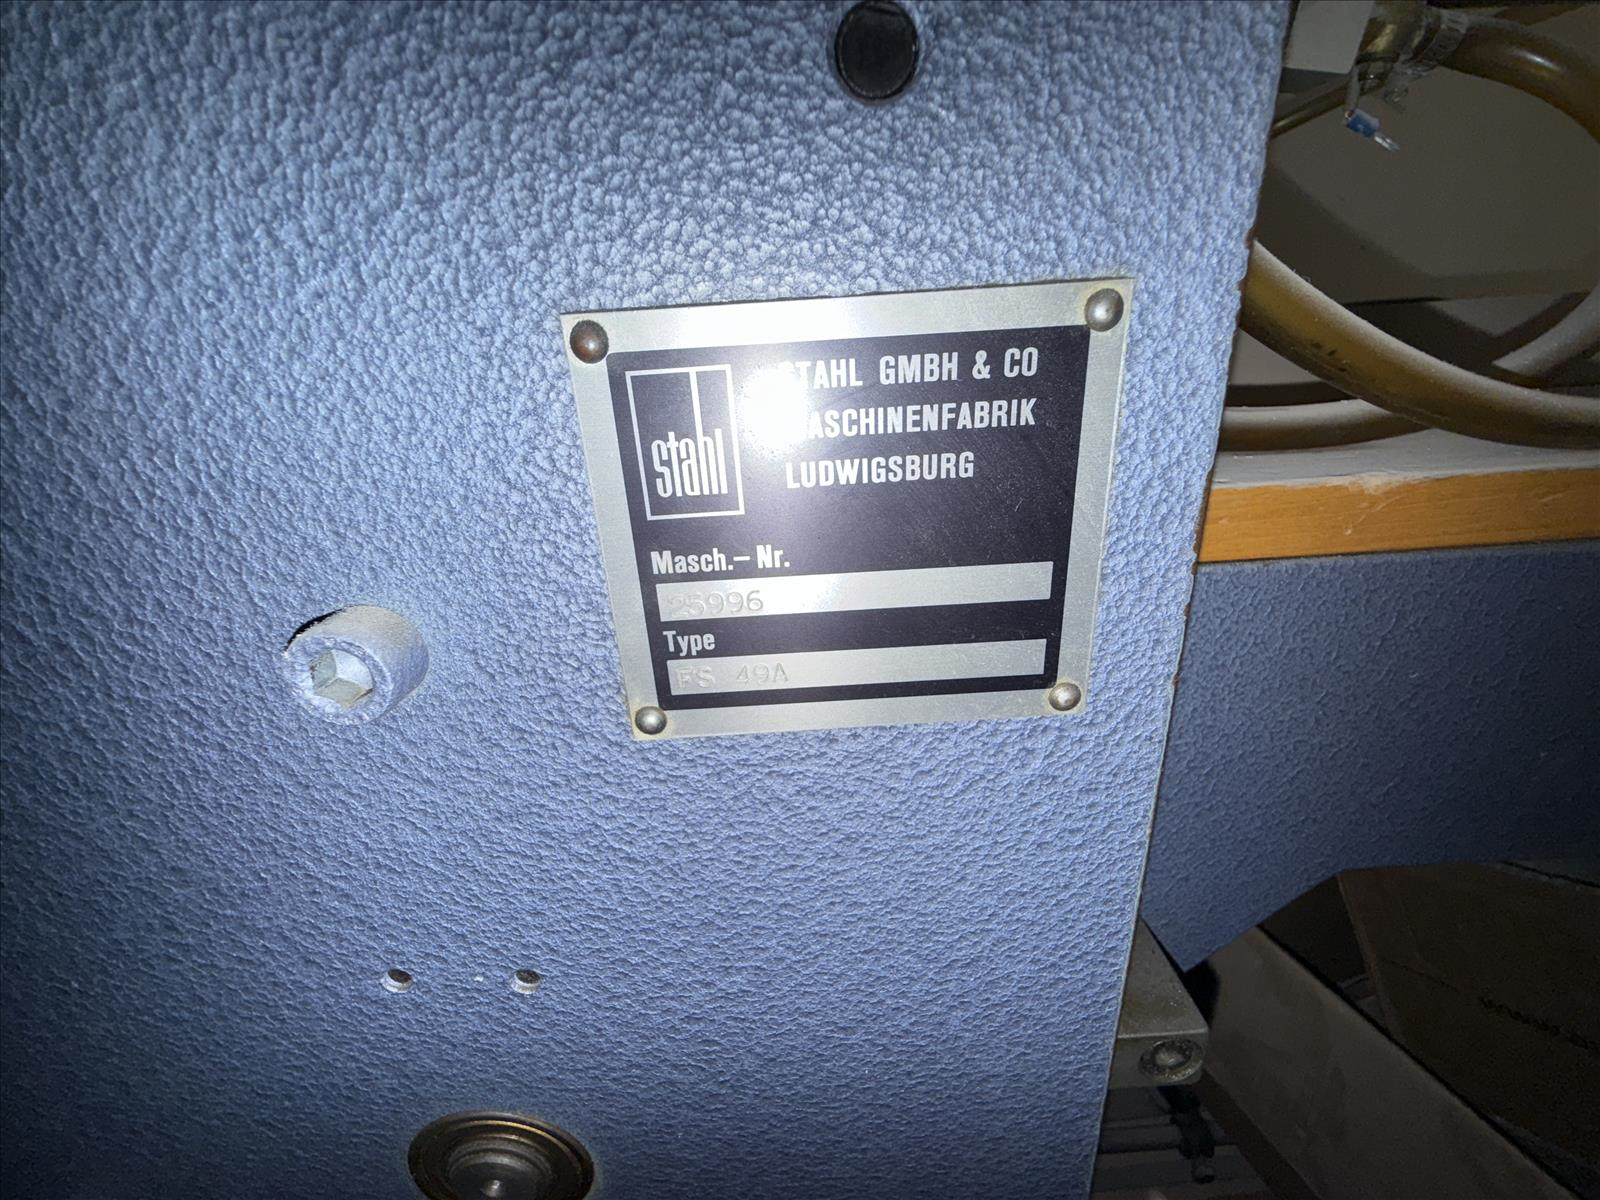 stahl
STAHL GMBH & CO
MASCHINENFABRIK
LUDWIGSBURG
Masch.-Nr.
25996
Type
FS 49A